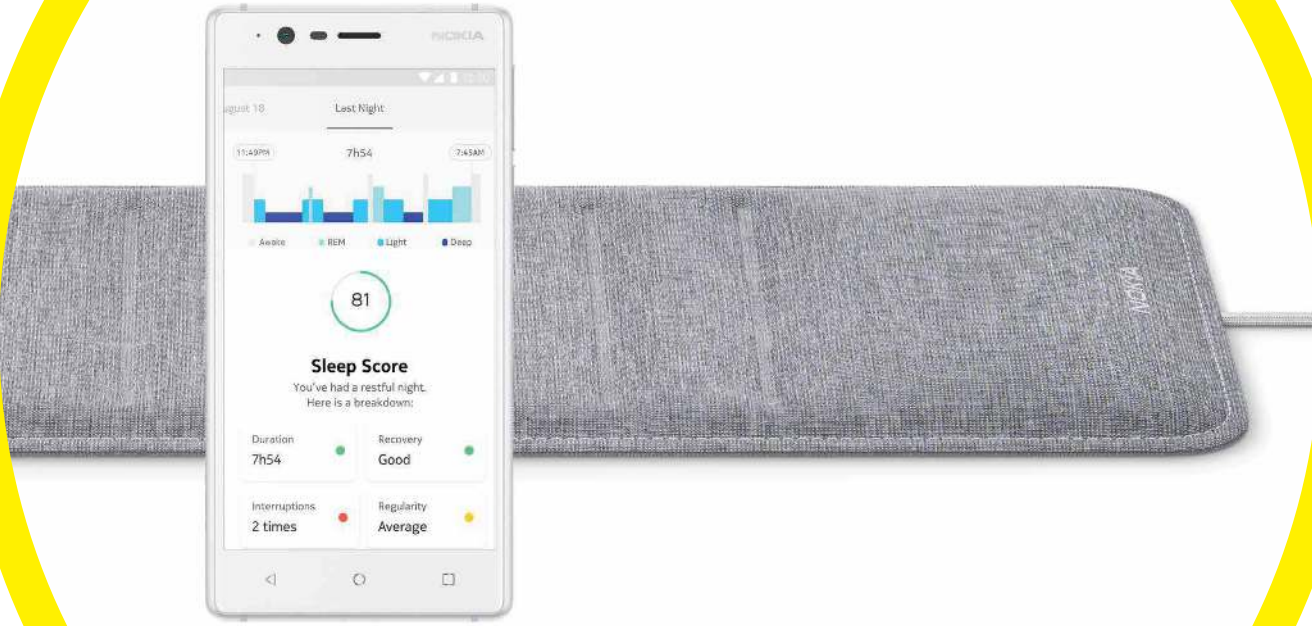 NOKIA
ugust 18 Last Night
11:49PM 7h54 7:45AM
Awake REM Light Deep
81
Sleep Score
You've had a restful night.
Here is a breakdown:
Duration Recovery
7h54 Good
Interruptions Regularity
2 times Average
NOKIA